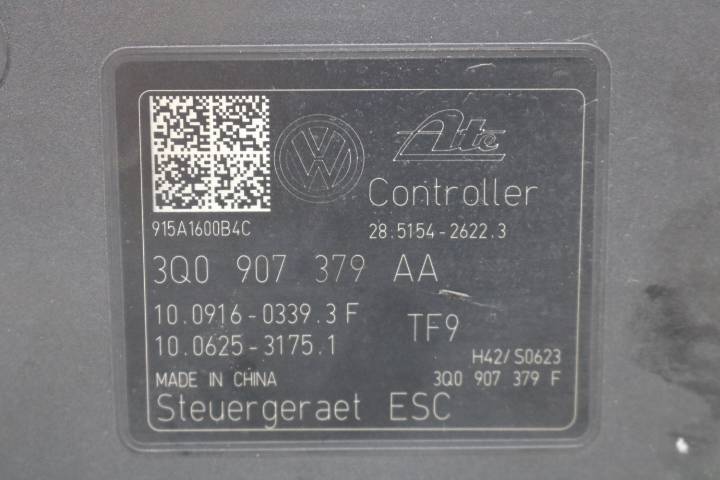 VW
Ate
Controller
915A1600B4C
28.5154-2622.3
3Q0 907 379 AA
10.0916-0339.3 F
TF9
10.0625-3175.1
H42/S0623
MADE IN CHINA
3Q0 907 379 F
Steuergeraet ESC